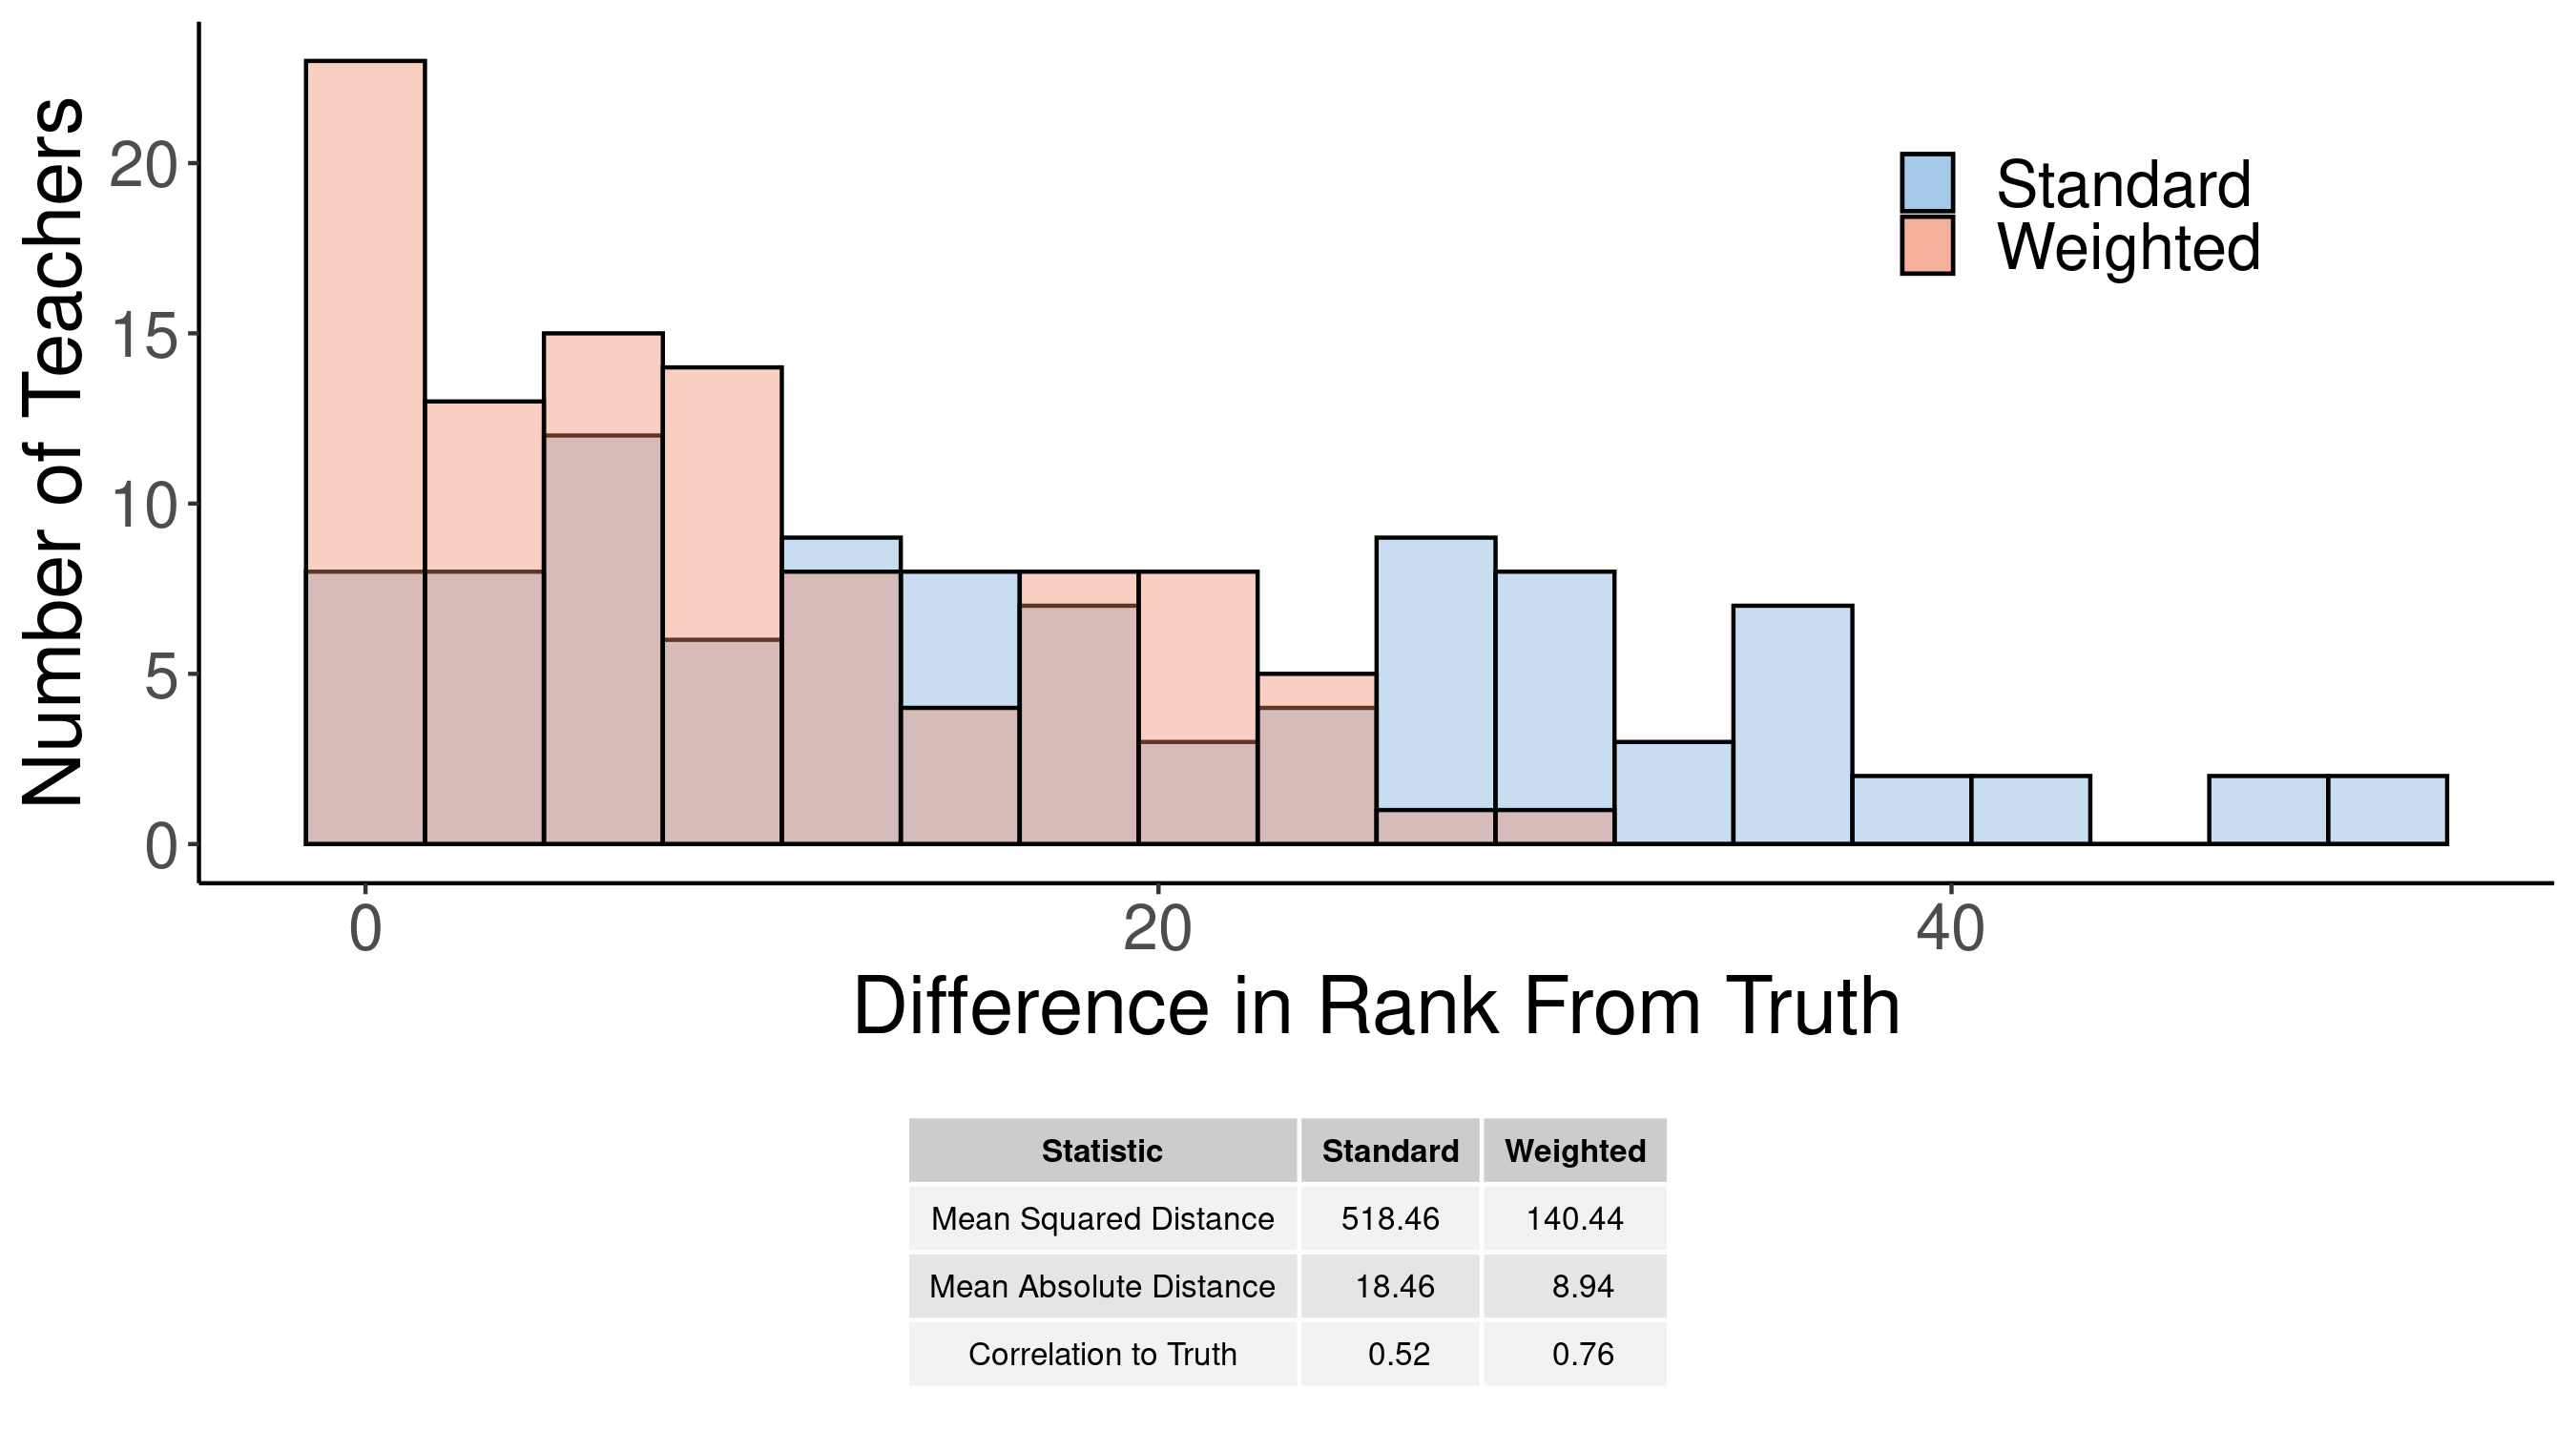 Number of Teachers
20
15
10
5
0
Standard
Weighted
0 20 40
Difference in Rank From Truth
Statistic Standard Weighted
Mean Squared Distance 518.46 140.44
Mean Absolute Distance 18.46 8.94
Correlation to Truth 0.52 0.76